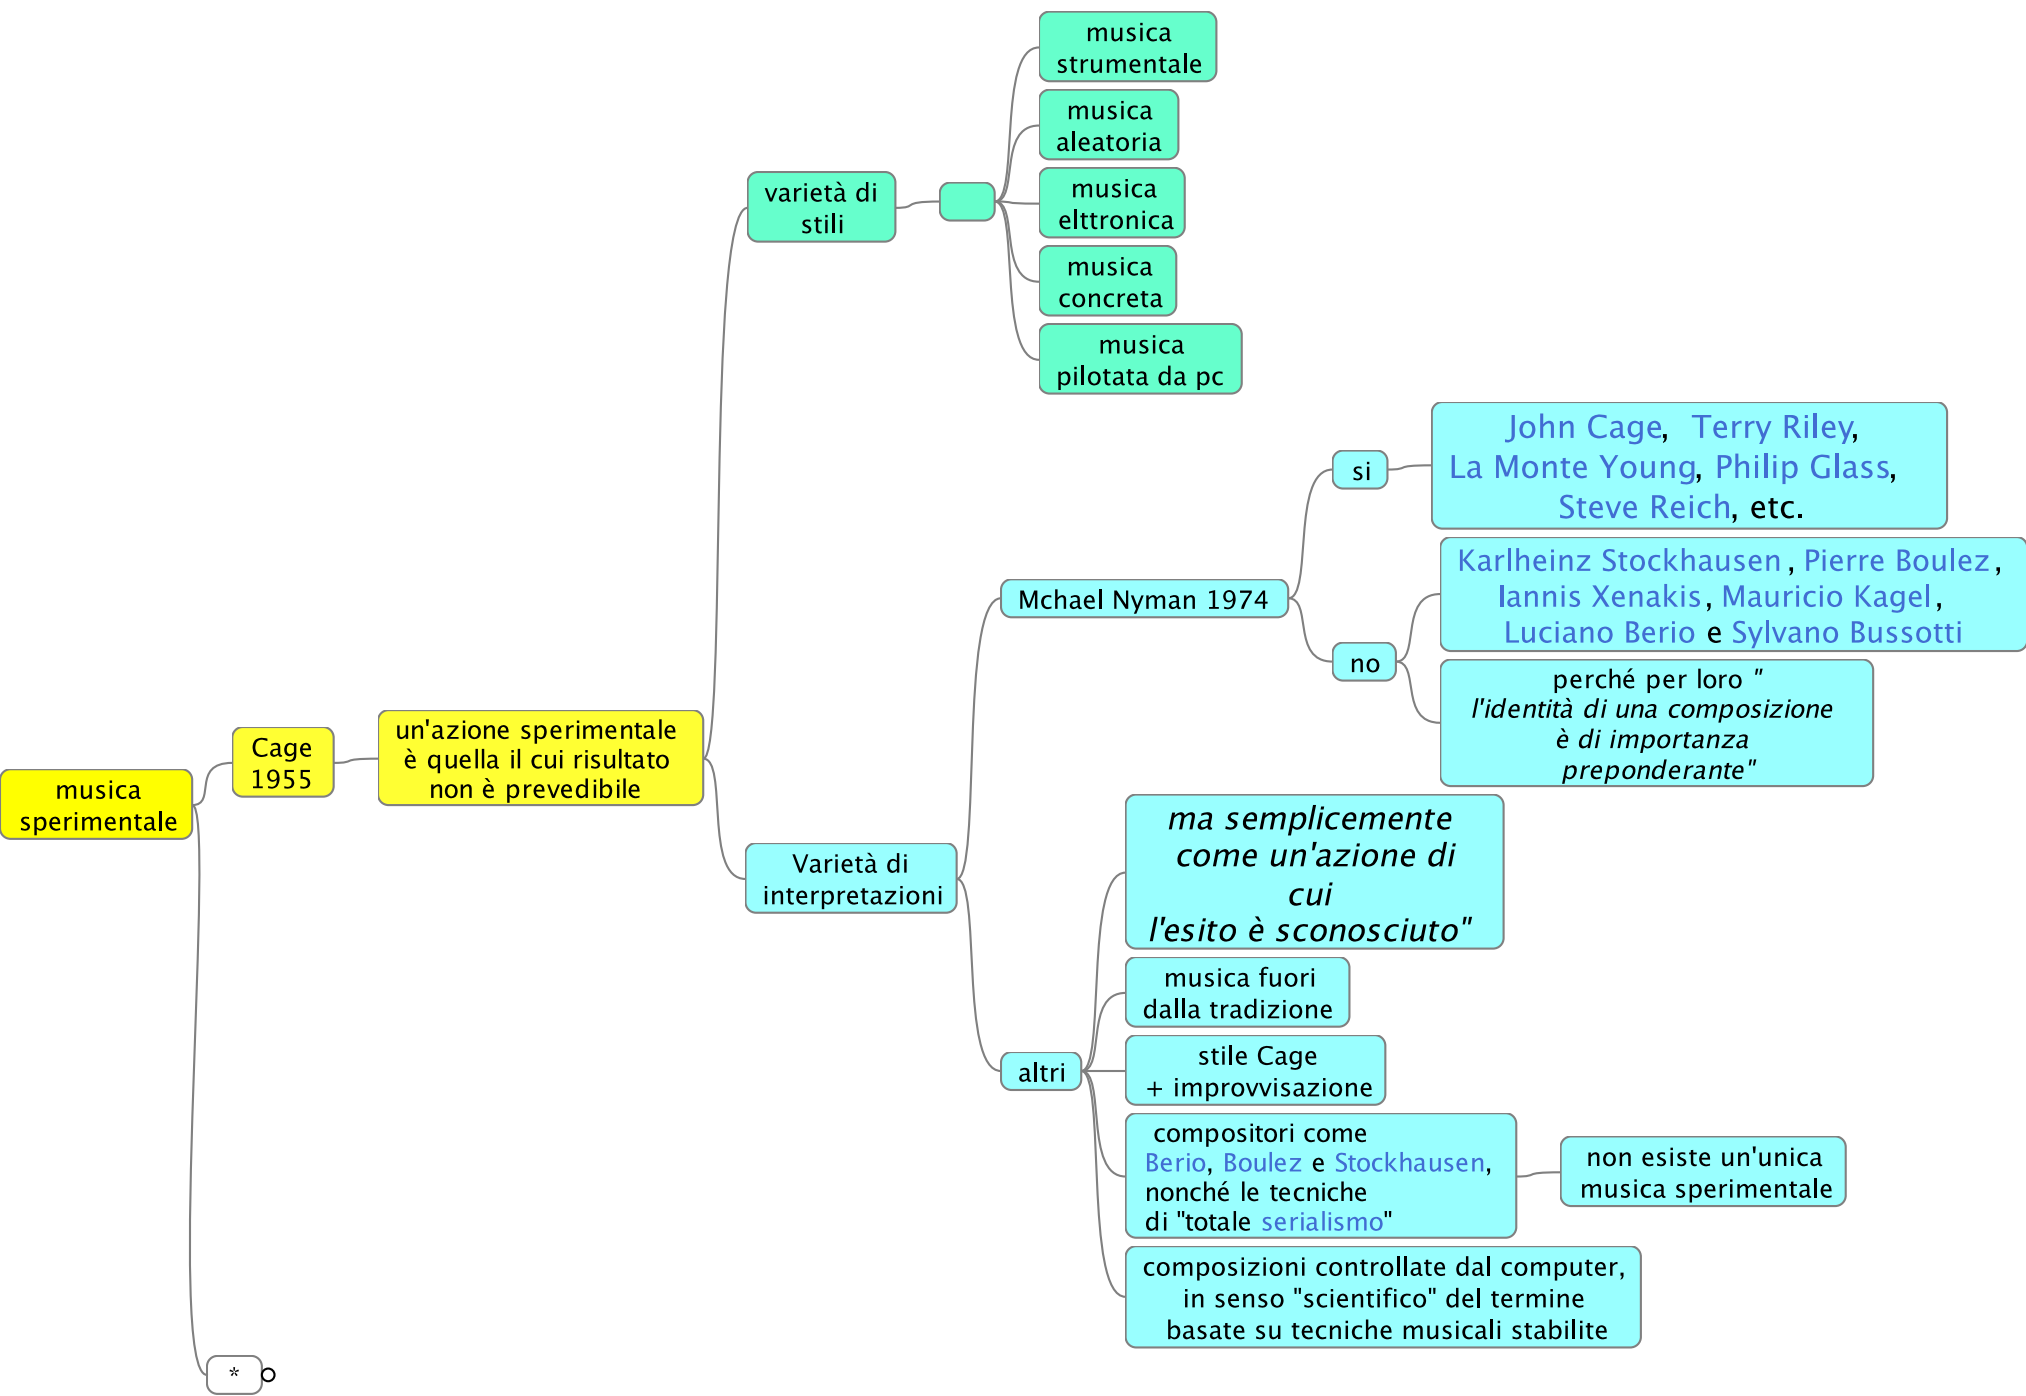 musica
sperimentale
Cage
1955
un'azione sperimentale
è quella il cui risultato
non è prevedibile
varietà di
stili
musica
strumentale
musica
aleatoria
musica
elttronica
musica
concreta
musica
pilotata da pc
Varietà di
interpretazioni
Mchael Nyman 1974
si
John Cage, Terry Riley,
La Monte Young, Philip Glass,
Steve Reich, etc.
no
Karlheinz Stockhausen, Pierre Boulez,
Iannis Xenakis, Mauricio Kagel,
Luciano Berio e Sylvano Bussotti
perché per loro "
l'identità di una composizione
è di importanza
preponderante"
altri
ma semplicemente
come un'azione di
cui
l'esito è sconosciuto"
musica fuori
dalla tradizione
stile Cage
+ improvvisazione
compositori come
Berio, Boulez e Stockhausen,
nonché le tecniche
di "totale serialismo"
non esiste un'unica
musica sperimentale
composizioni controllate dal computer,
in senso "scientifico" del termine
basate su tecniche musicali stabilite
*